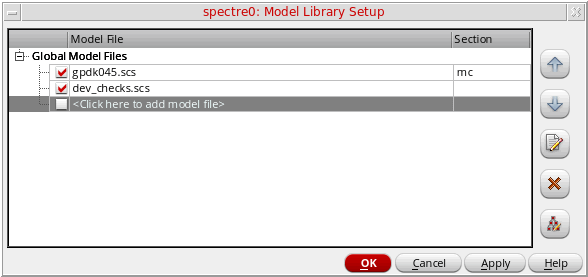 spectre0: Model Library Setup
Model File Section
Global Model Files
gpdk045.scs mc
dev_checks.scs
<Click here to add model file>
OK Cancel Apply Help